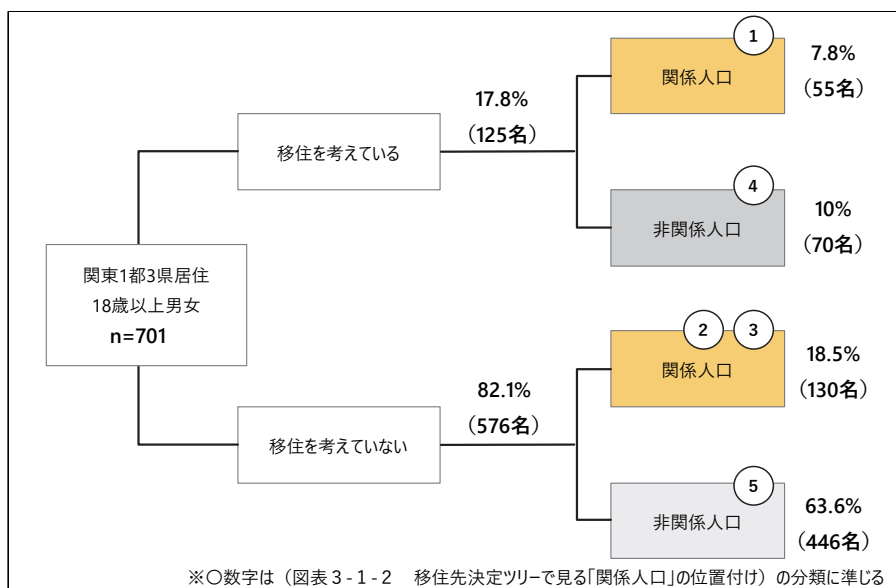 関東1都3県居住
18歳以上男女
n=701
移住を考えている
17.8%
（125名）
①
関係人口
7.8%
（55名）
④
非関係人口
10%
（70名）
移住を考えていない
82.1%
（576名）
② ③
関係人口
18.5%
（130名）
⑤
非関係人口
63.6%
（446名）
※〇数字は（図表３-１-２　移住先決定ツリーで見る「関係人口」の位置付け）の分類に準じる